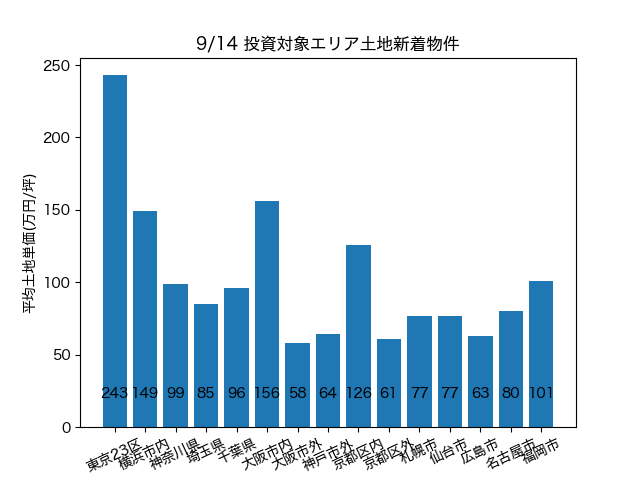 9/14 投資対象エリア土地新着物件
平均土地単価(万円/坪)
250
200
150
100
50
0
243 149 99 85 96 156 58 64 126 61 77 77 63 80 101
東京23区
横浜市内
神奈川県
埼玉県
千葉県
大阪市内
大阪市外
神戸市外
京都区内
京都区外
札幌市
仙台市
広島市
名古屋市
福岡市